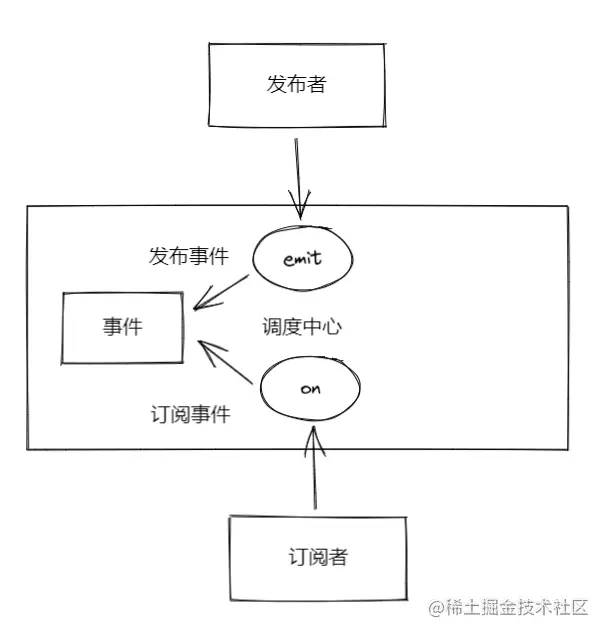 发布者
emit
发布事件
事件
调度中心
on
订阅事件
订阅者
@稀土掘金技术社区